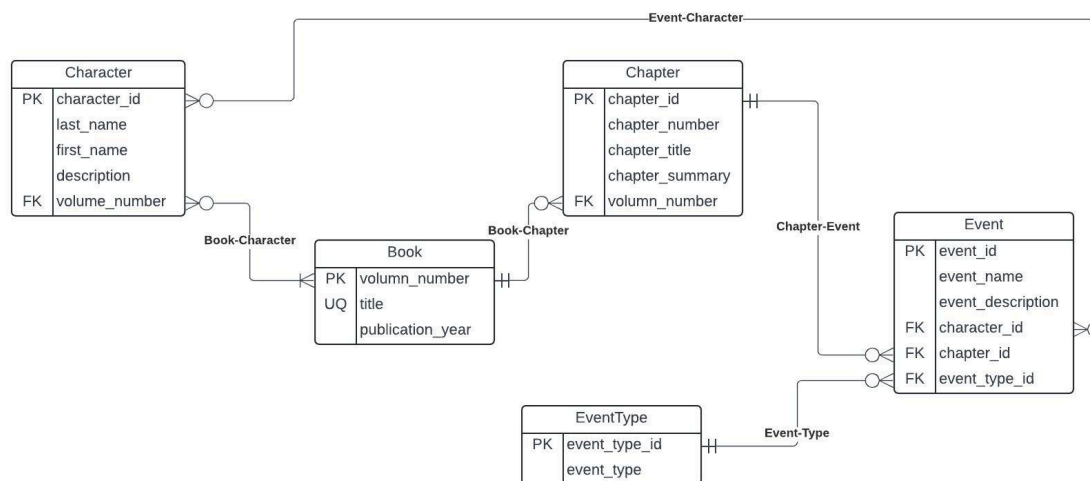 Event-Character
Character
PK character_id
last_name
first_name
description
FK volume_number
Chapter
PK chapter_id
chapter_number
chapter_title
chapter_summary
FK volumn_number
Book-Character
Book-Chapter
Chapter-Event
Book
PK volumn_number
UQ title
publication_year
Event
PK event_id
event_name
event_description
FK character_id
FK chapter_id
FK event_type_id
EventType
PK event_type_id
event_type
Event-Type